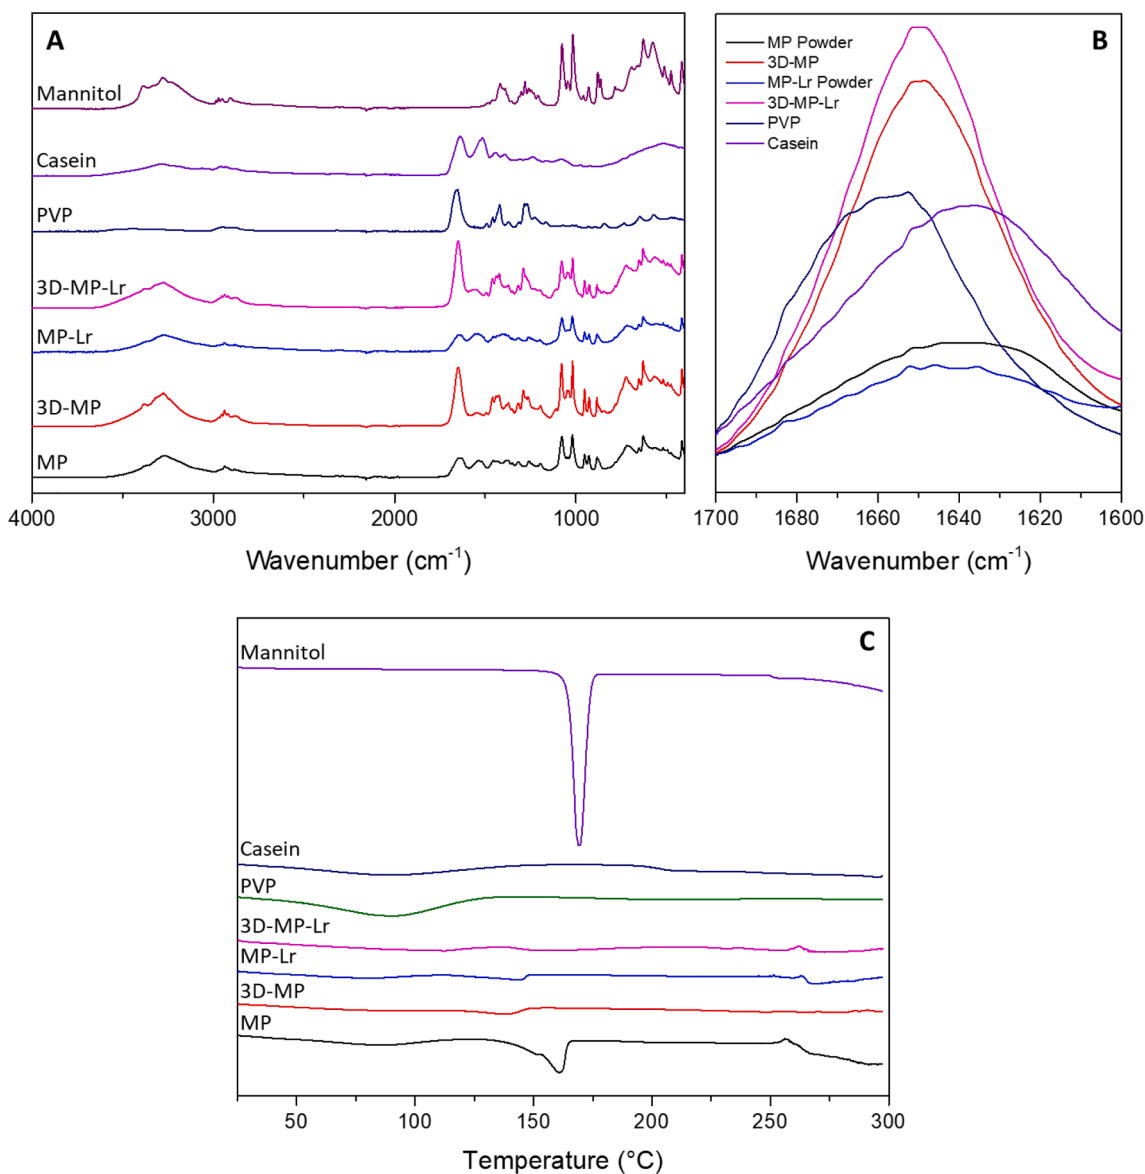 A
Mannitol
Casein
PVP
3D-MP-Lr
MP-Lr
3D-MP
MP
4000 3000 2000 1000
Wavenumber (cm-1)
B
MP Powder
3D-MP
MP-Lr Powder
3D-MP-Lr
PVP
Casein
1700 1680 1660 1640 1620 1600
Wavenumber (cm-1)
C
Mannitol
Casein
PVP
3D-MP-Lr
MP-Lr
3D-MP
MP
50 100 150 200 250 300
Temperature (°C)